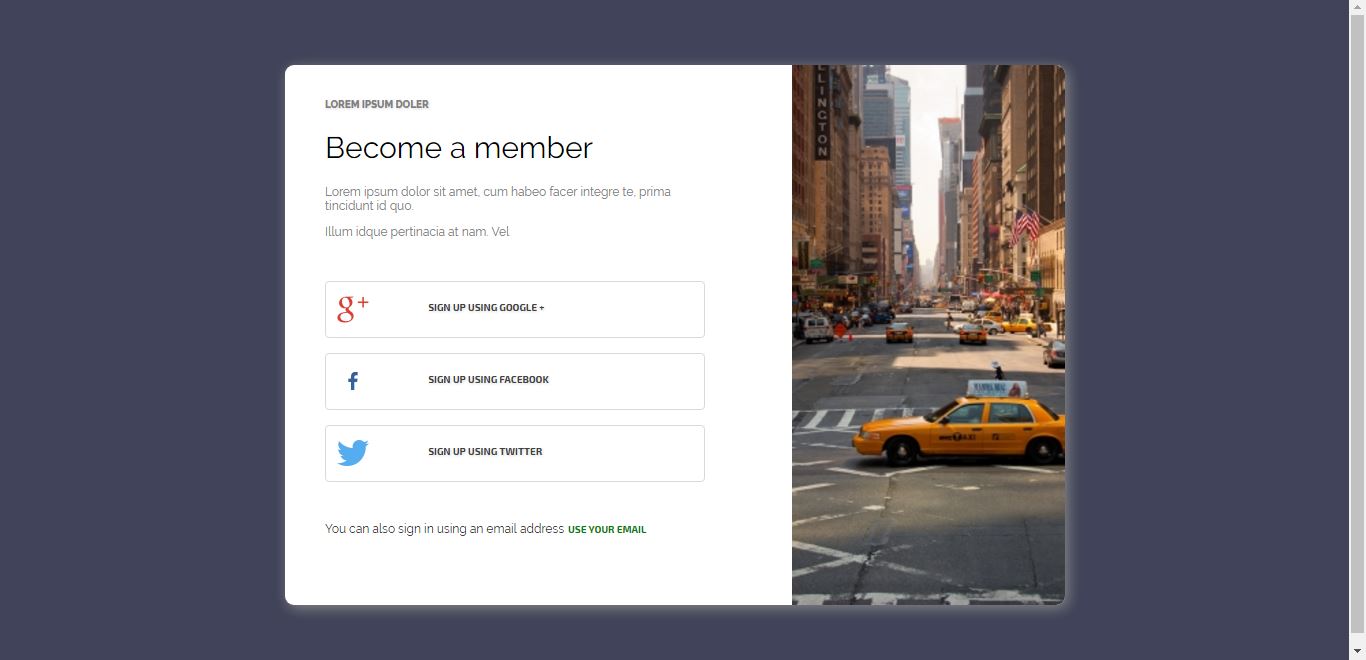 LOREM IPSUM DOLER
Become a member
Lorem ipsum dolor sit amet, cum habeo facer integre te, prima
tincidunt id quo.
Illum idque pertinacia at nam. Vel
g+
SIGN UP USING GOOGLE +
f
SIGN UP USING FACEBOOK
SIGN UP USING TWITTER
You can also sign in using an email address USE YOUR EMAIL
LLINGTON